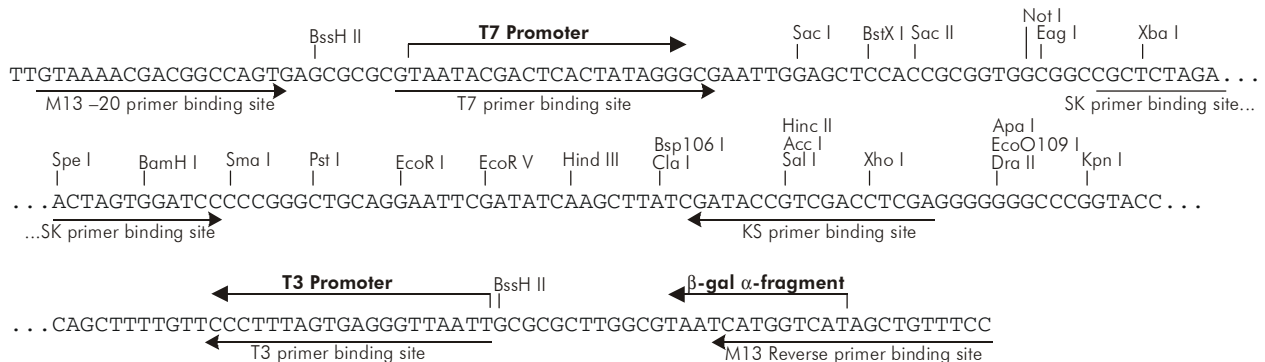 Not I
BssH II T7 Promoter Sac I BstX I Sac II Eag I Xba I
TTGTAAAACGACGGCCAGTGAGCGCGCGTAATACGACTCACTATAGGGCGAATTGGAGCTCCACCGCGGTGGCGGCCGCTCTAGA...
M13 –20 primer binding site T7 primer binding site SK primer binding site...
Hinc II Apa I
Bsp106 I Acc I EcoO109 I
Spe I BamH I Sma I Pst I EcoR I EcoR V Hind III Cla I Sal I Xho I Dra II Kpn I
...ACTAGTGGATCCCCCGGGCTGCAGGAATTCGATATCAAGCTTATCGATACCGTCGACCTCGAGGGGGGGCCCGGTACC...
...SK primer binding site KS primer binding site
T3 Promoter BssH II β-gal α-fragment
...CAGCTTTTGTTCCCTTTAGTGAGGGTTAATTGCGCGCTTGGCGTAATCATGGTCATAGCTGTTTCC
T3 primer binding site M13 Reverse primer binding site